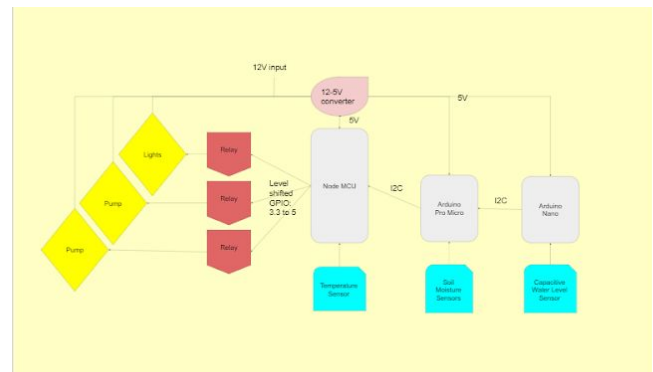 12V input
12-5V
converter
5V
5V
Lights
Relay
Pump
Relay
Level
shifted
GPIO:
3.3 to 5
Node MCU
I2C
Arduino
Pro Micro
I2C
Arduino
Nano
Pump
Relay
Temperature
Sensor
Soil
Moisture
Sensors
Capacitive
Water Level
Sensor